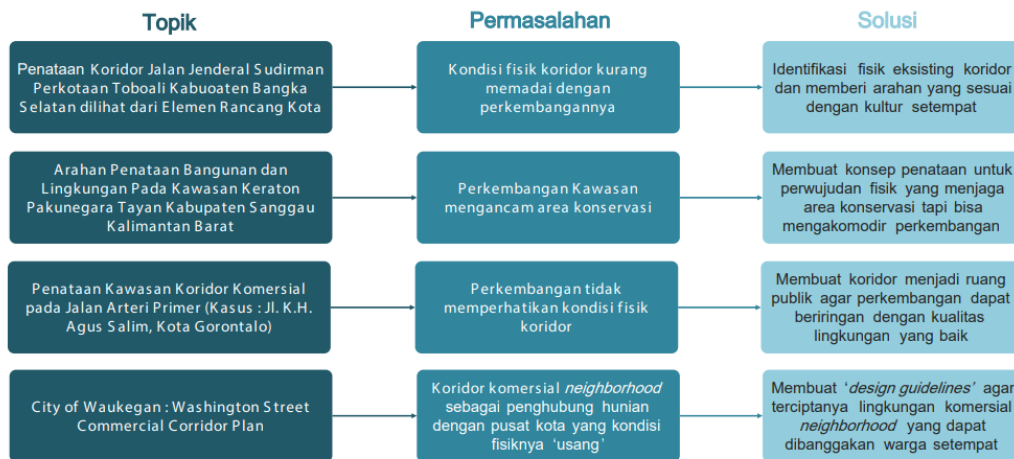 Topik
Permasalahan
Solusi
Penataan Koridor Jalan Jenderal Sudirman
Perkotaan Toboali Kabuoaten Bangka
Selatan dilihat dari Elemen Rancang Kota
Kondisi fisik koridor kurang
memadai dengan
perkembangannya
Identifikasi fisik eksisting koridor
dan memberi arahan yang sesuai
dengan kultur setempat
Arahan Penataan Bangunan dan
Lingkungan Pada Kawasan Keraton
Pakunegara Tayan Kabupaten Sanggau
Kalimantan Barat
Perkembangan Kawasan
mengancam area konservasi
Membuat konsep penataan untuk
perwujudan fisik yang menjaga
area konservasi tapi bisa
mengakomodir perkembangan
Penataan Kawasan Koridor Komersial
pada Jalan Arteri Primer (Kasus : Jl. K.H.
Agus Salim, Kota Gorontalo)
Perkembangan tidak
memperhatikan kondisi fisik
koridor
Membuat koridor menjadi ruang
publik agar perkembangan dapat
beriringan dengan kualitas
lingkungan yang baik
City of Waukegan : Washington Street
Commercial Corridor Plan
Koridor komersial neighborhood
sebagai penghubung hunian
dengan pusat kota yang kondisi
fisiknya ‘usang’
Membuat ‘design guidelines’ agar
terciptanya lingkungan komersial
neighborhood yang dapat
dibanggakan warga setempat